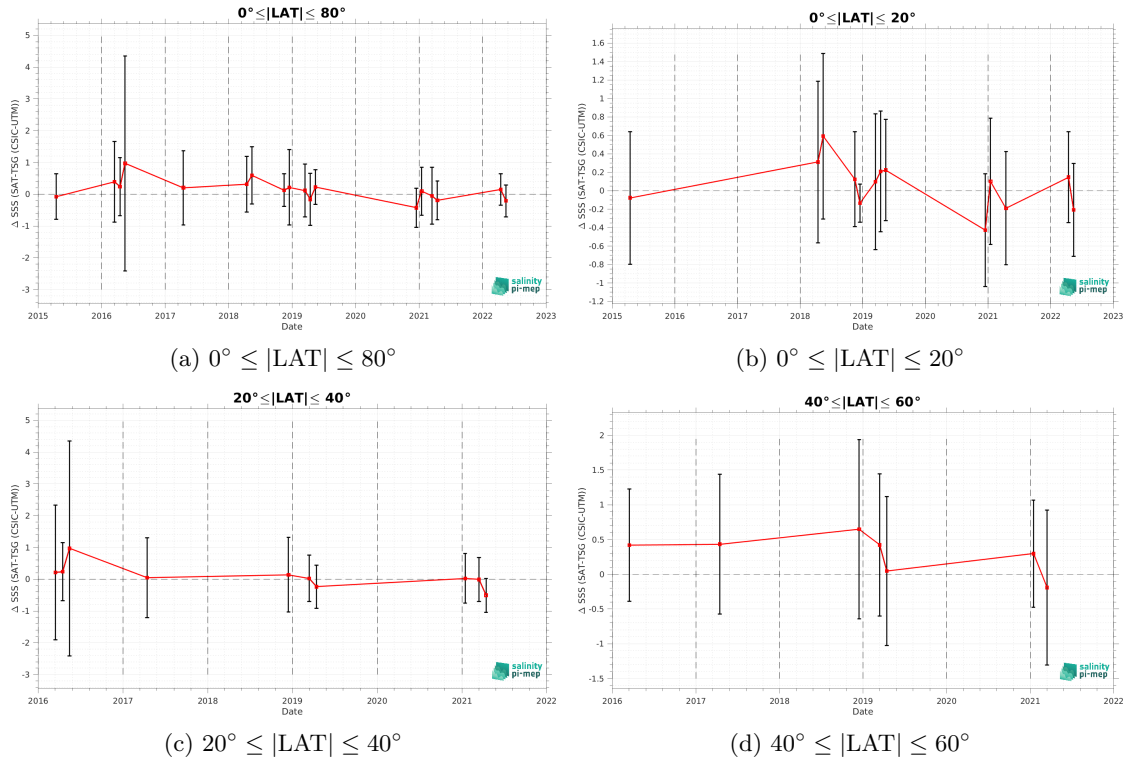 0°≤|LAT|≤ 80°
Δ SSS (SAT-TSG (CSIC-UTM))
5
4
3
2
1
0
-1
-2
-3
2015 2016 2017 2018 2019 2020 2021 2022 2023
Date
salinity
pi-mep
(a) 0° ≤ |LAT| ≤ 80°
0°≤|LAT|≤ 20°
Δ SSS (SAT-TSG (CSIC-UTM))
1.6
1.4
1.2
1
0.8
0.6
0.4
0.2
0
-0.2
-0.4
-0.6
-0.8
-1
-1.2
2015 2016 2017 2018 2019 2020 2021 2022 2023
Date
salinity
pi-mep
(b) 0° ≤ |LAT| ≤ 20°
20°≤|LAT|≤ 40°
Δ SSS (SAT-TSG (CSIC-UTM))
5
4
3
2
1
0
-1
-2
-3
2016 2017 2018 2019 2020 2021 2022
Date
salinity
pi-mep
(c) 20° ≤ |LAT| ≤ 40°
40°≤|LAT|≤ 60°
Δ SSS (SAT-TSG (CSIC-UTM))
2
1.5
1
0.5
0
-0.5
-1
-1.5
2016 2017 2018 2019 2020 2021 2022
Date
salinity
pi-mep
(d) 40° ≤ |LAT| ≤ 60°